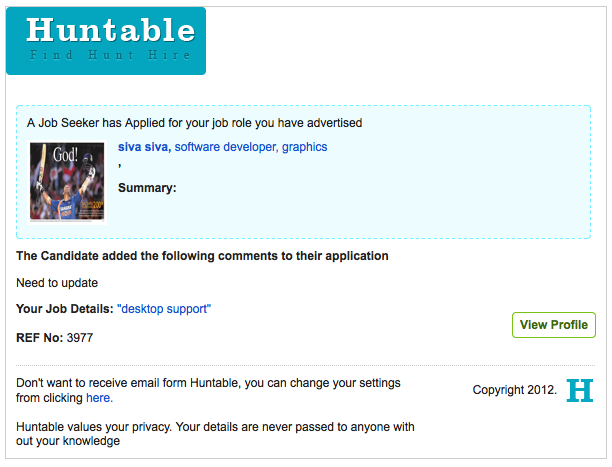 Huntable
Find Hunt Hire
A Job Seeker has Applied for your job role you have advertised
God!
siva siva, software developer, graphics
,
Summary:
The Candidate added the following comments to their application
Need to update
Your Job Details: "desktop support"
REF No: 3977
View Profile
Don't want to receive email form Huntable, you can change your settings
from clicking here.
Copyright 2012. H
Huntable values your privacy. Your details are never passed to anyone with
out your knowledge